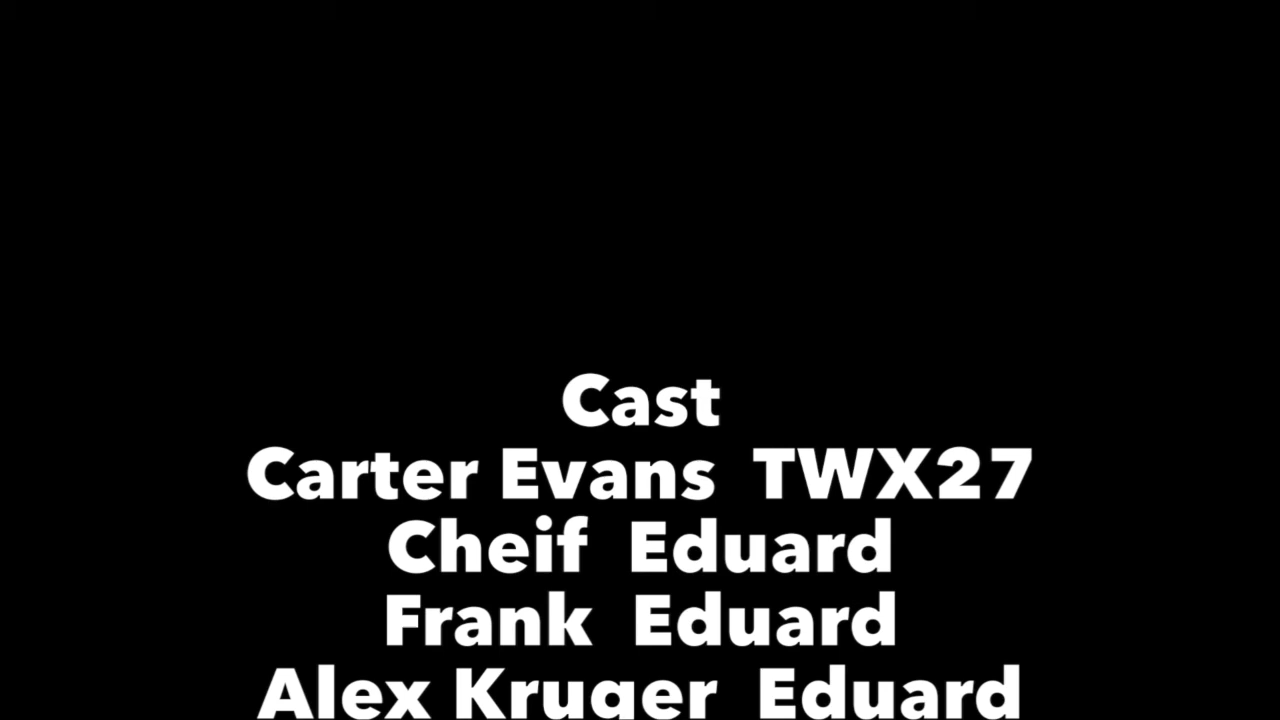 Cast
Carter Evans  TWX27
Cheif  Eduard
Frank  Eduard
Alex Kruger  Eduard